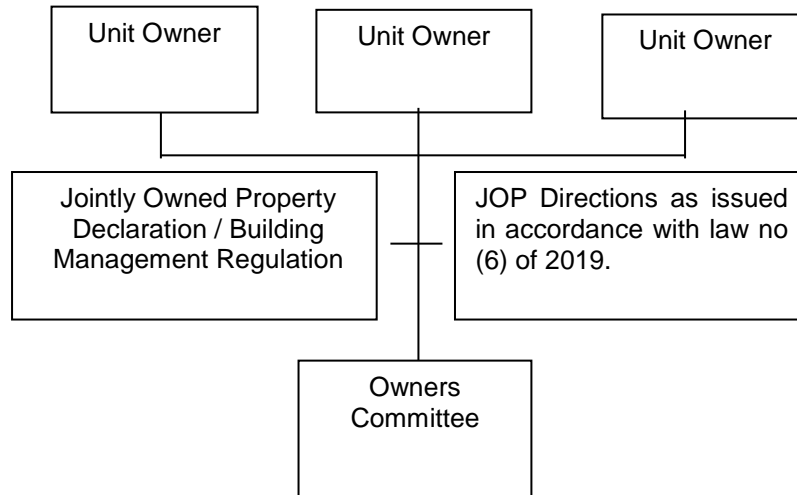 Unit Owner
Unit Owner
Unit Owner
Jointly Owned Property
Declaration / Building
Management Regulation
JOP Directions as issued
in accordance with law no
(6) of 2019.
Owners
Committee